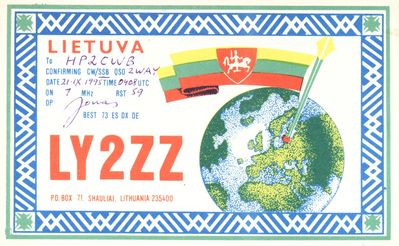 LIETUVA
To HP2CWB
CONFIRMING CW/SSB QSO 2WAY
DATE 21-IX 1995 TIME 0408 UTC
ON 7 MHz RST 59
OP Jonas
BEST 73 ES DX DE
LY2ZZ
P.O. BOX 71. SHAULIAI, LITHUANIA 235400